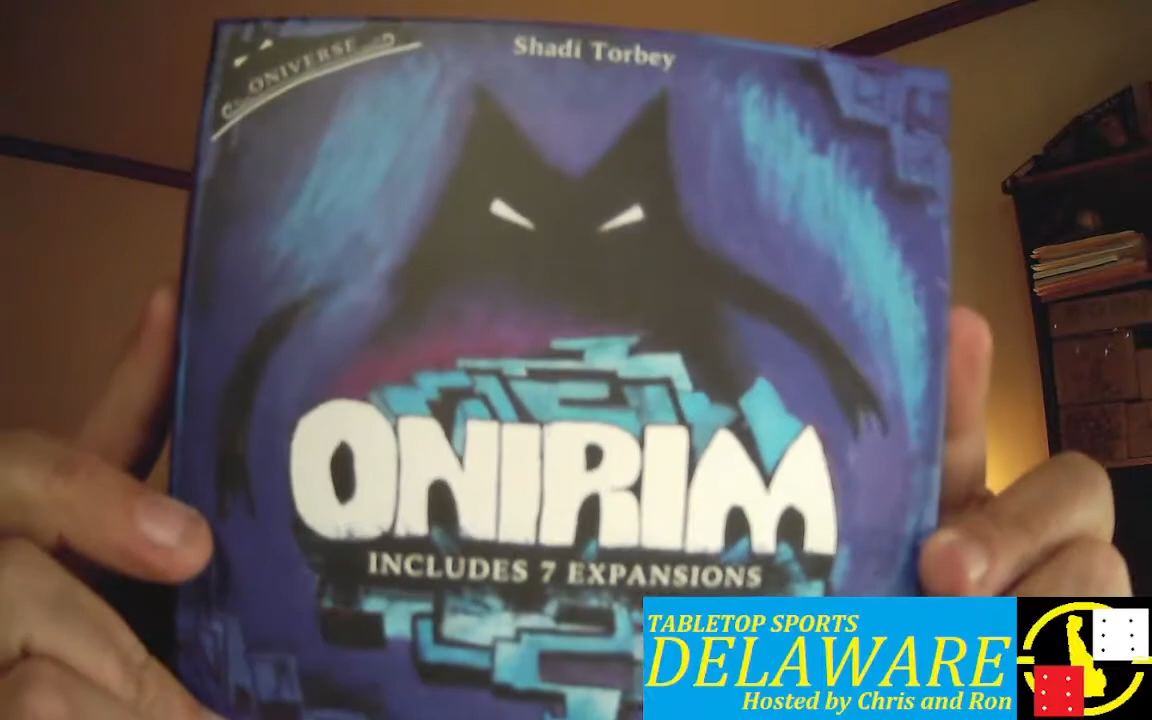 ONIVERSE
Shadi Torbey
ONIRIM
INCLUDES 7 EXPANSIONS
TABLETOP SPORTS
DELAWARE
Hosted by Chris and Ron